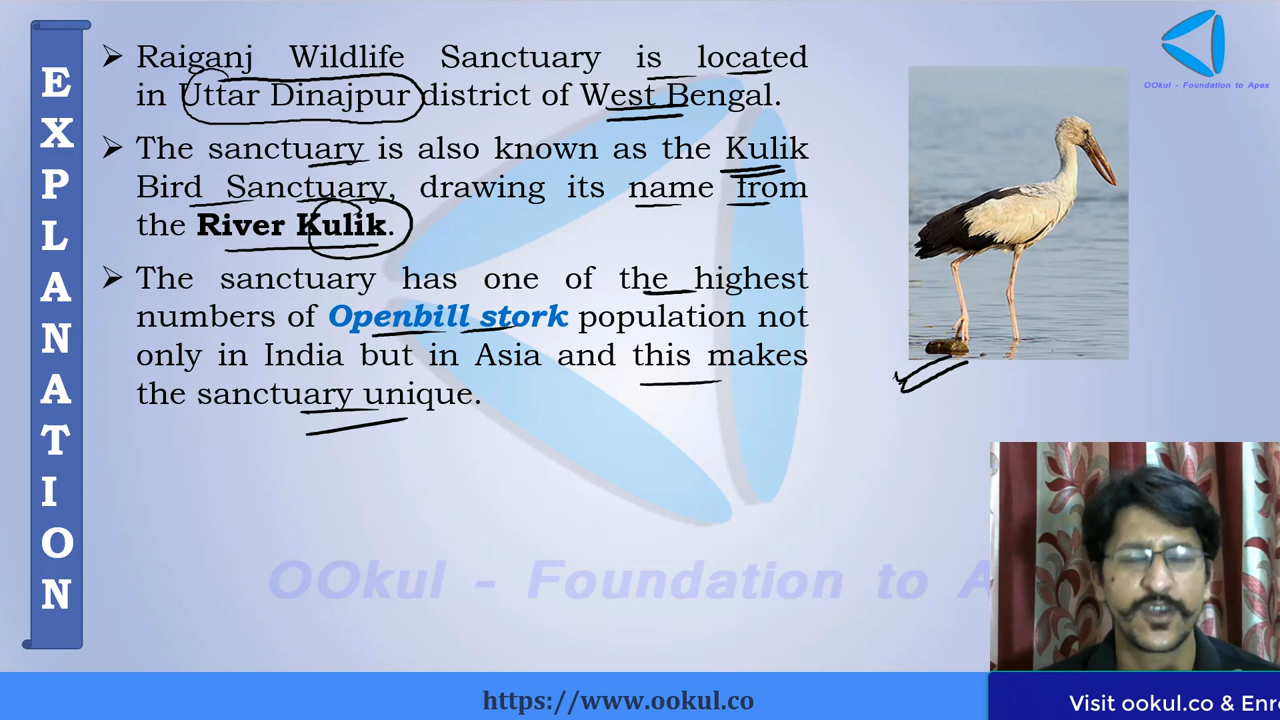 EXPLANATION
➢ Raiganj Wildlife Sanctuary is located
in Uttar Dinajpur district of West Bengal.
➢ The sanctuary is also known as the Kulik
Bird Sanctuary, drawing its name from
the River Kulik.
➢ The sanctuary has one of the highest
numbers of Openbill stork population not
only in India but in Asia and this makes
the sanctuary unique.
OOkul - Foundation to Apex
OOkul - Foundation to A
https://www.ookul.co
Visit ookul.co & Enr